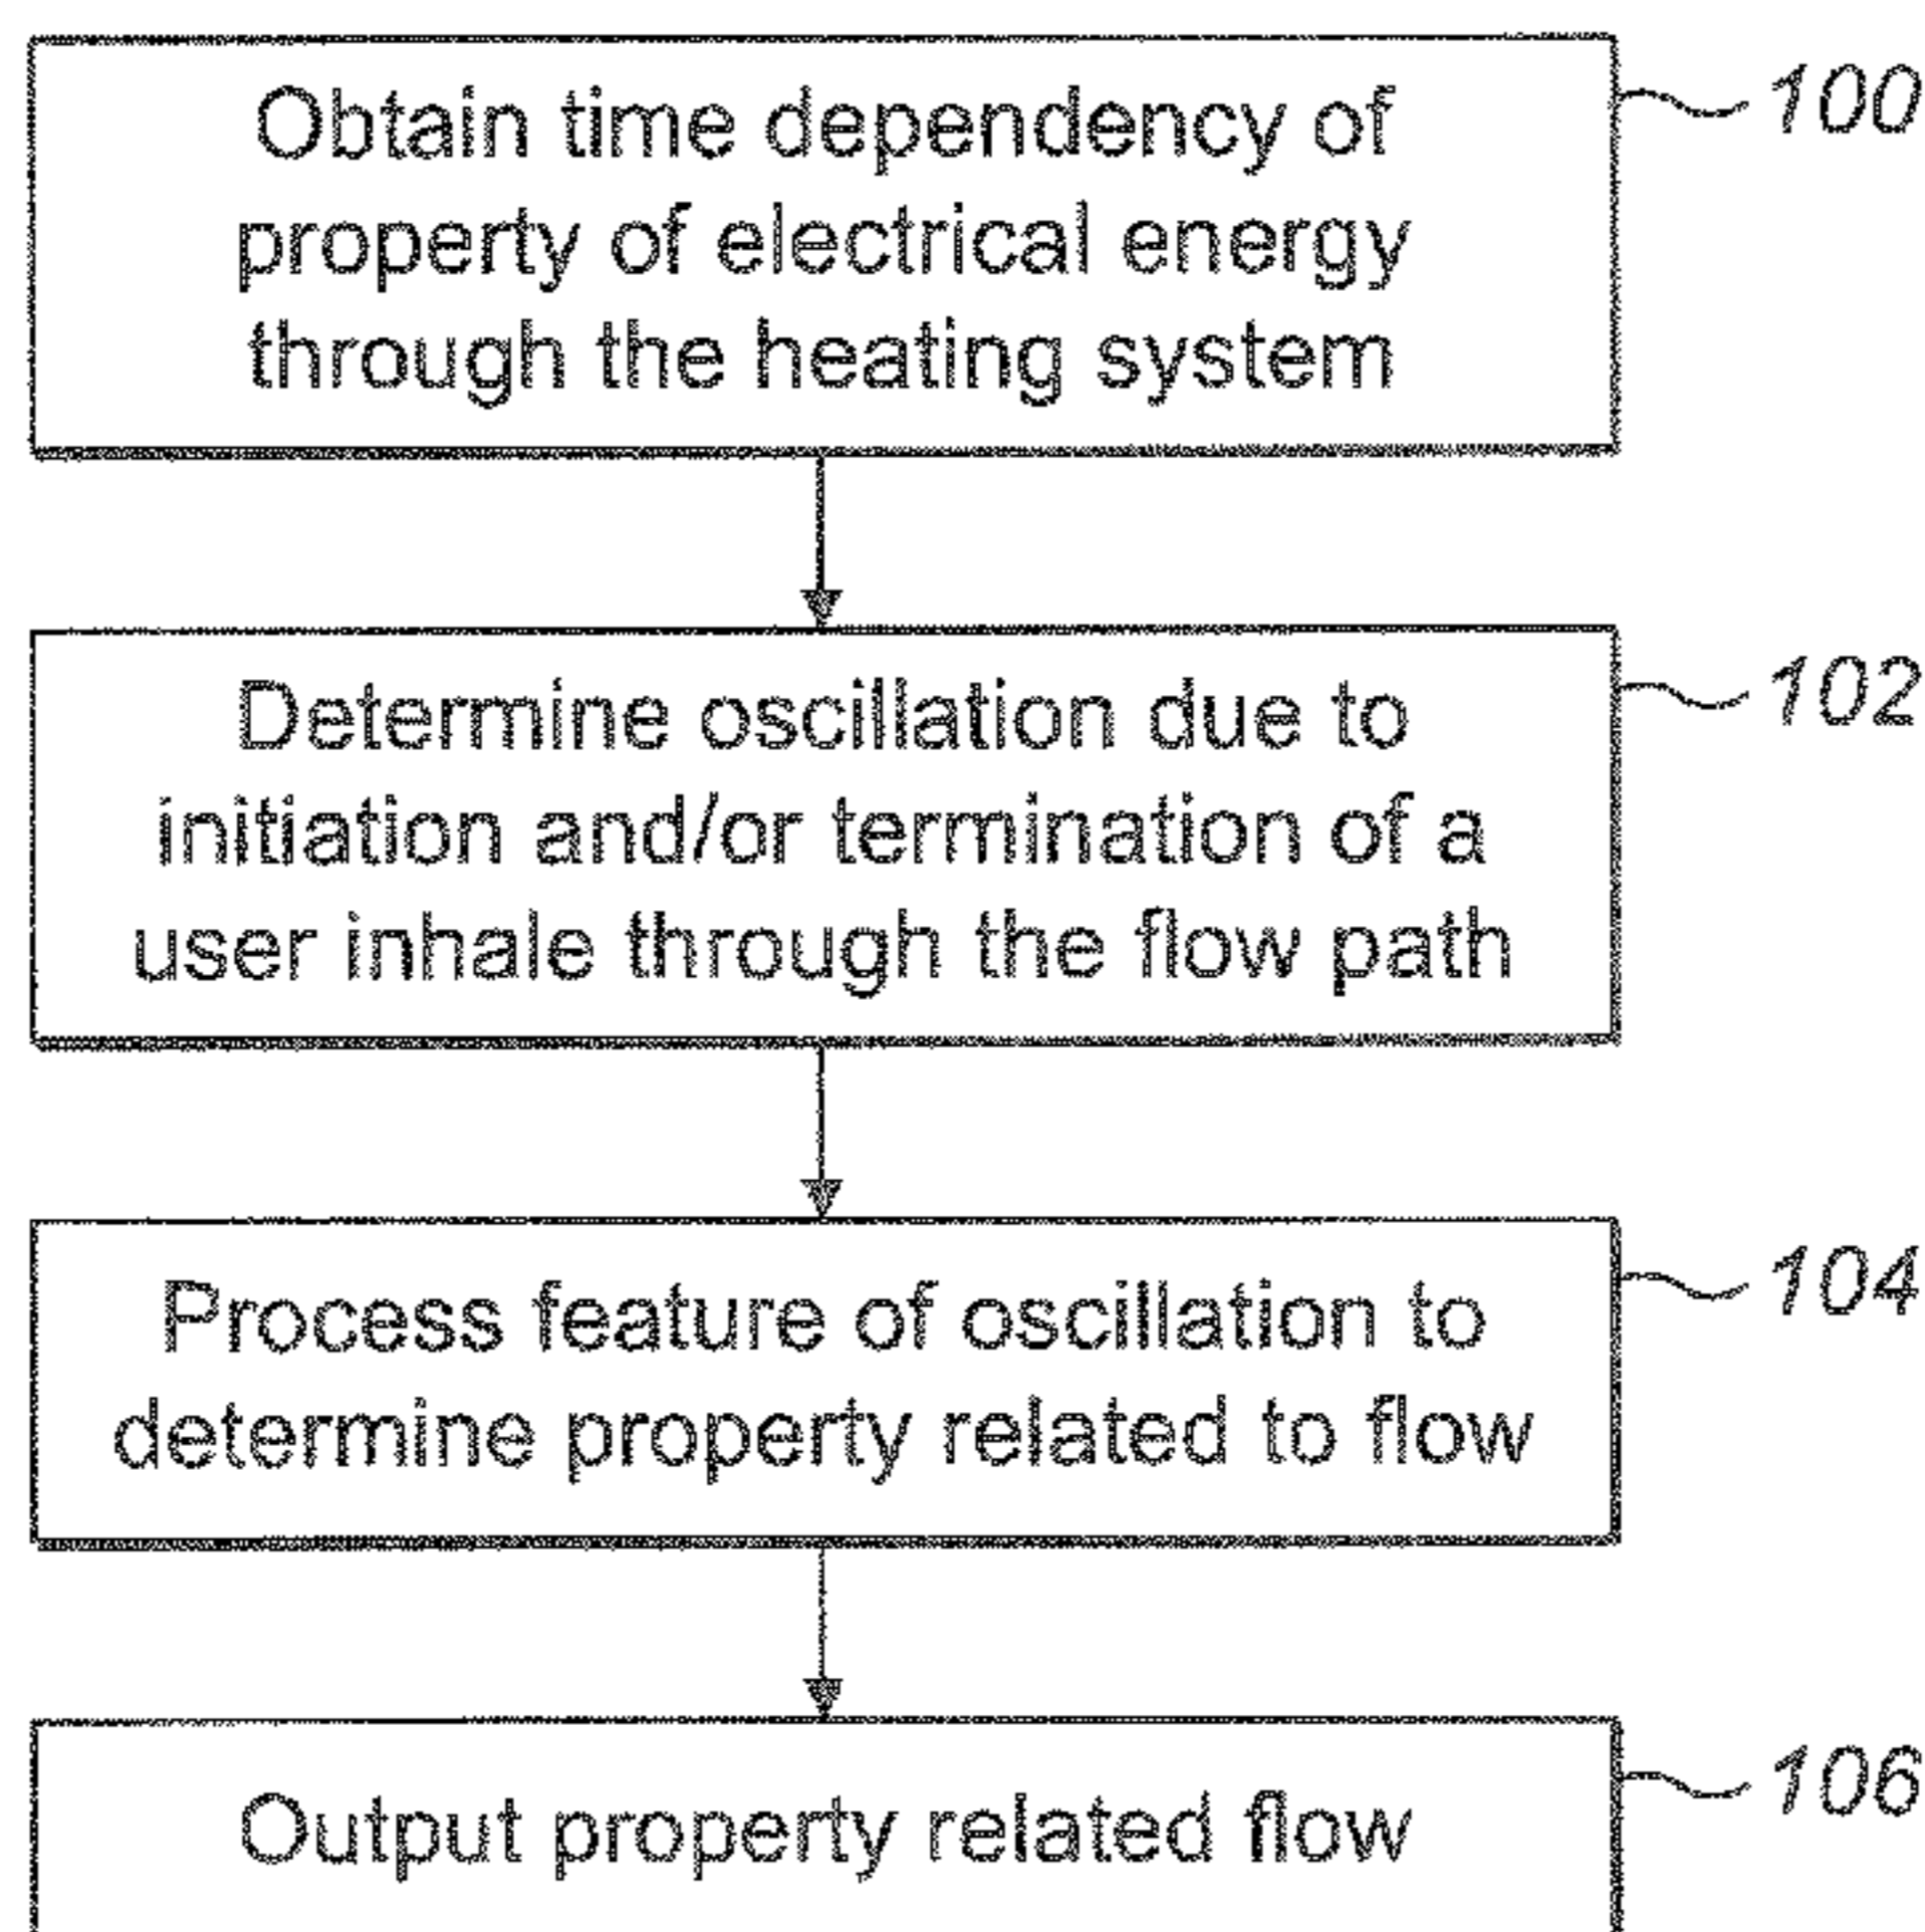 Obtain time dependency of
property of electrical energy
through the heating system
100
Determine oscillation due to
initiation and/or termination of a
user inhale through the flow path
102
Process feature of oscillation to
determine property related to flow
104
Output property related flow
106